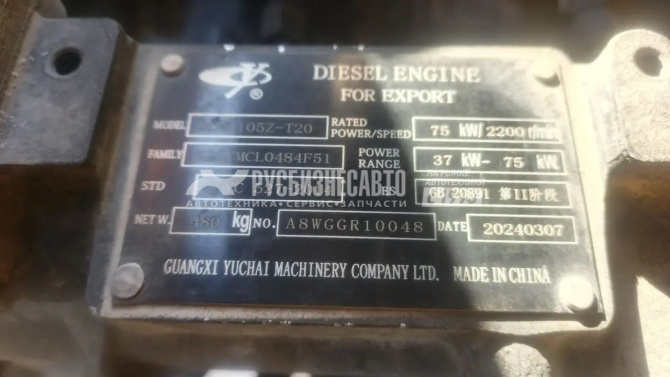 DIESEL ENGINE
®
FOR EXPORT
MODEL 105Z-T20 RATED POWER/SPEED 75 kW/2200 r/min
FAMILY MCL0484F51 POWER RANGE 37 kW- 75 kW
STD GB 20891 第II阶段
РУСБИЗНЕСАВТО
АВТОТЕХНИКА•СЕРВИС•ЗАПЧАСТИ
NET W. 480 kg NO. A8WGGR10048 DATE 20240307
GUANGXI YUCHAI MACHINERY COMPANY LTD. MADE IN CHINA